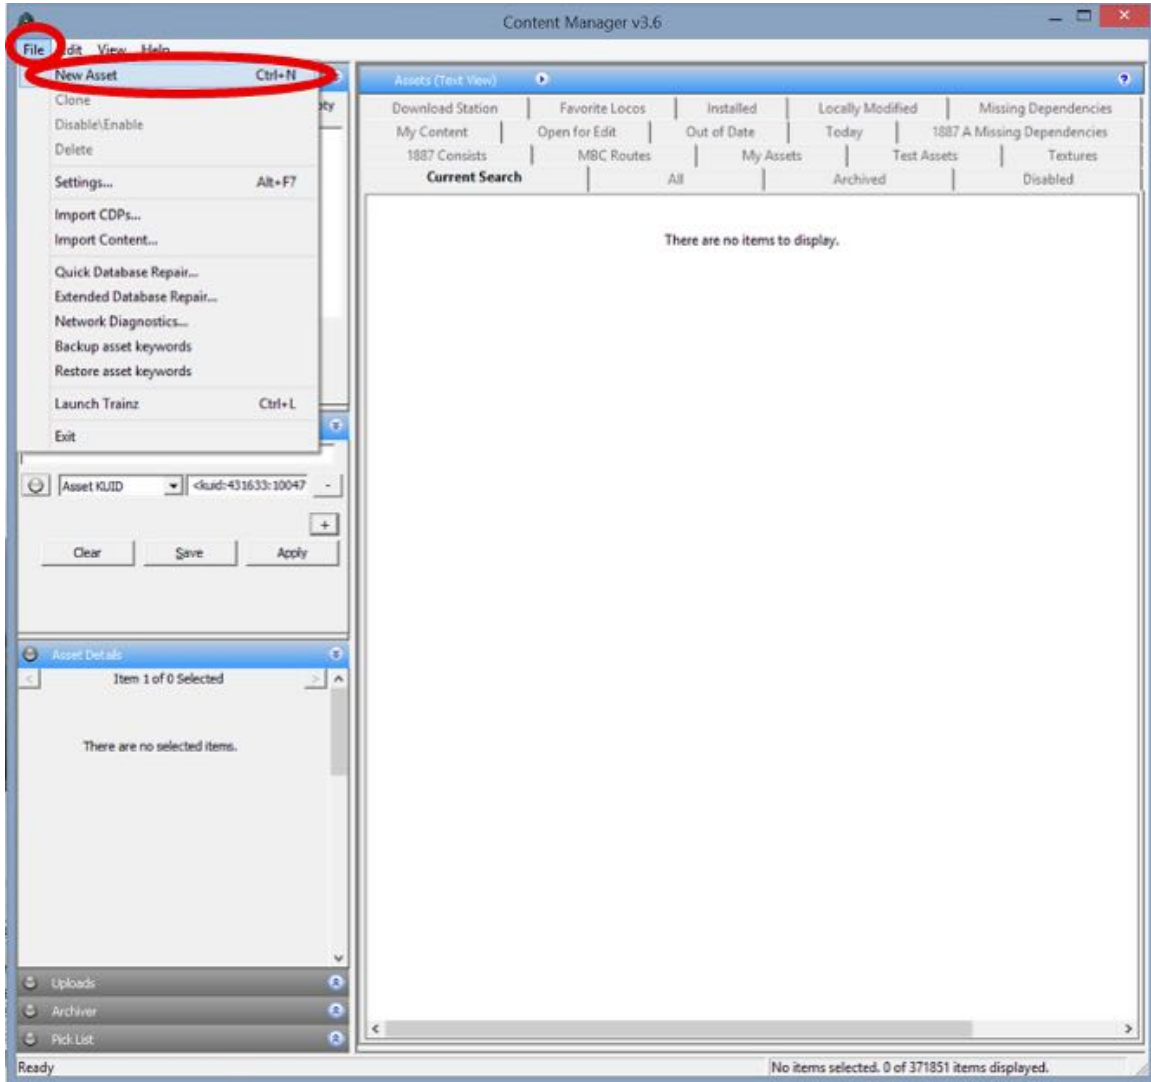 Content Manager v3.6
File Edit View Help
New Asset Ctrl+N
Clone
Disable\Enable
Delete
Settings... Alt+F7
Import CDPs...
Import Content...
Quick Database Repair...
Extended Database Repair...
Network Diagnostics...
Backup asset keywords
Restore asset keywords
Launch Trainz Ctrl+L
Exit
Asset KUID <kuid:431633:10047 -
+
Clear Save Apply
Asset Details
< Item 1 of 0 Selected >
There are no selected items.
Uploads
Archiver
Pick List
Assets (Text View) ?
Download Station Favorite Locos Installed Locally Modified Missing Dependencies
My Content Open for Edit Out of Date Today 1887 A Missing Dependencies
1887 Consists MBC Routes My Assets Test Assets Textures
Current Search All Archived Disabled
There are no items to display.
Ready No items selected. 0 of 371851 items displayed.